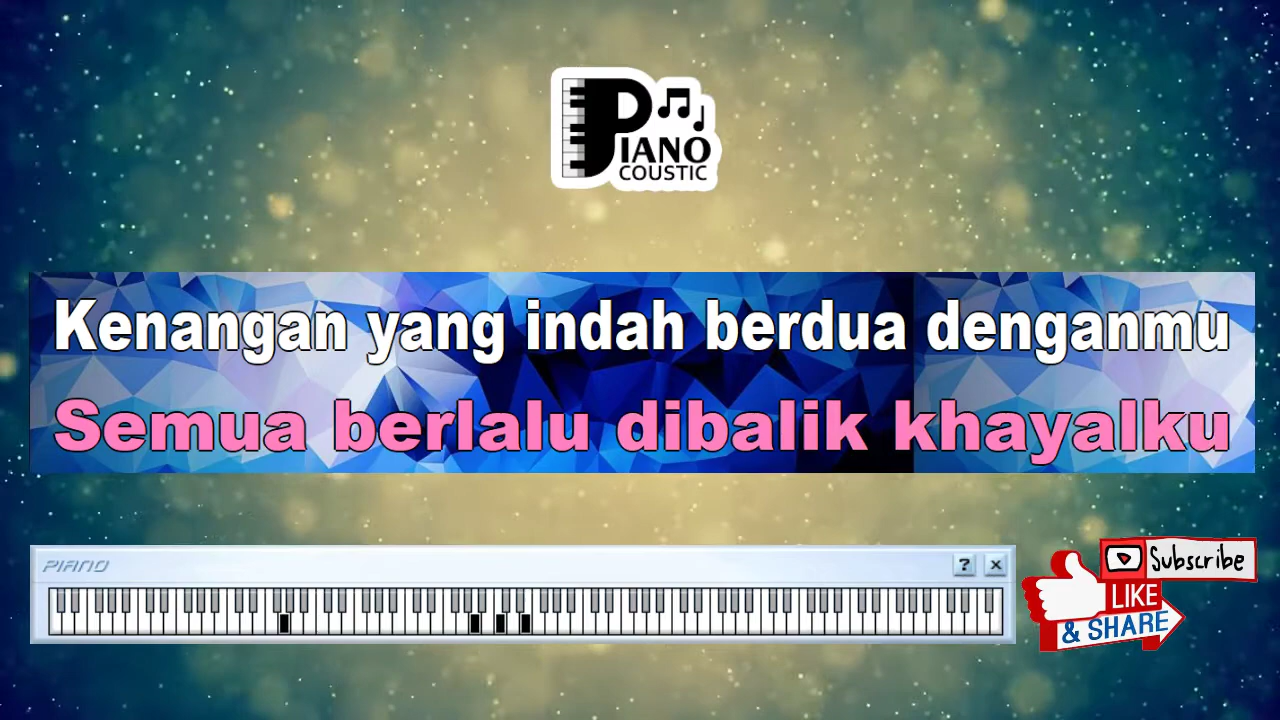 PIANO
COUSTIC
Kenangan yang indah berdua denganmu
Semua berlalu dibalik khayalku
PIANO
? ×
Subscribe
LIKE
& SHARE